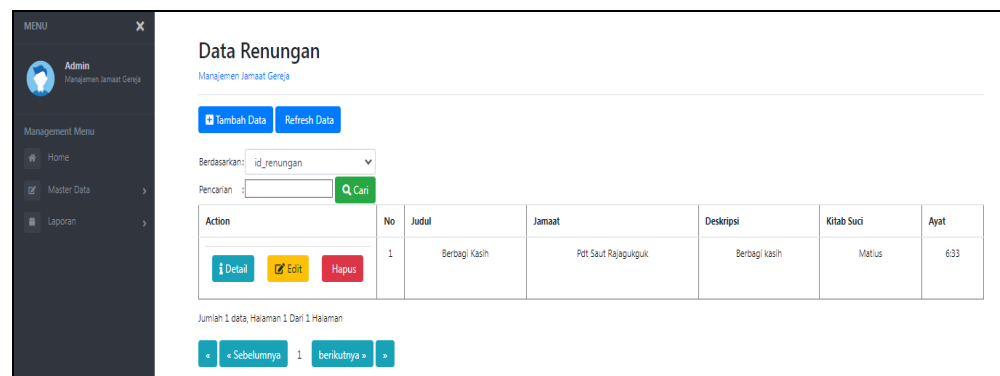 MENU ×
Admin
Manajemen Jamaat Gereja
Management Menu
Home
Master Data
Laporan
Data Renungan
Manajemen Jamaat Gereja
Tambah Data Refresh Data
Berdasarkan: id_renungan
Pencarian : Cari
Action No Judul Jamaat Deskripsi Kitab Suci Ayat
Detail Edit Hapus 1 Berbagi Kasih Pdt Saut Rajagukguk Berbagi kasih Matius 6:33
Jumlah 1 data, Halaman 1 Dari 1 Halaman
« « Sebelumnya 1 berikutnya » »